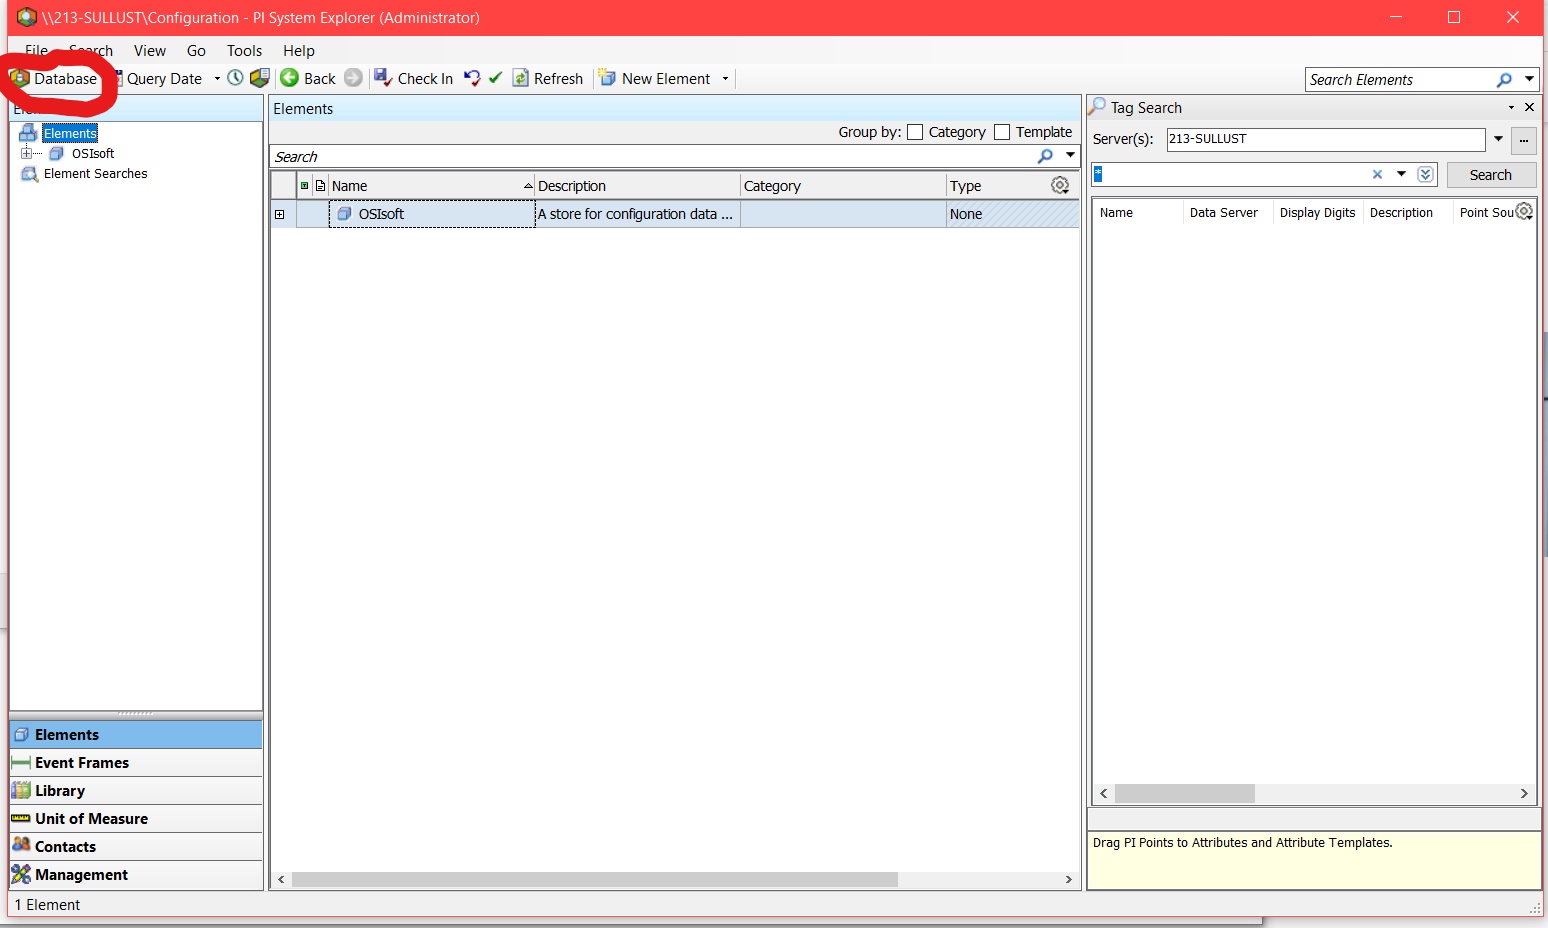 \\213-SULLUST\Configuration - PI System Explorer (Administrator)
File Search View Go Tools Help
Database Query Date Back Check In Refresh New Element Search Elements
Elements
Elements
OSIsoft
Element Searches
Elements
Event Frames
Library
Unit of Measure
Contacts
Management
1 Element
Elements
Group by: Category Template
Search
Name Description Category Type
OSIsoft A store for configuration data ... None
Tag Search
Server(s): 213-SULLUST ...
* Search
Name Data Server Display Digits Description Point Sou
Drag PI Points to Attributes and Attribute Templates.